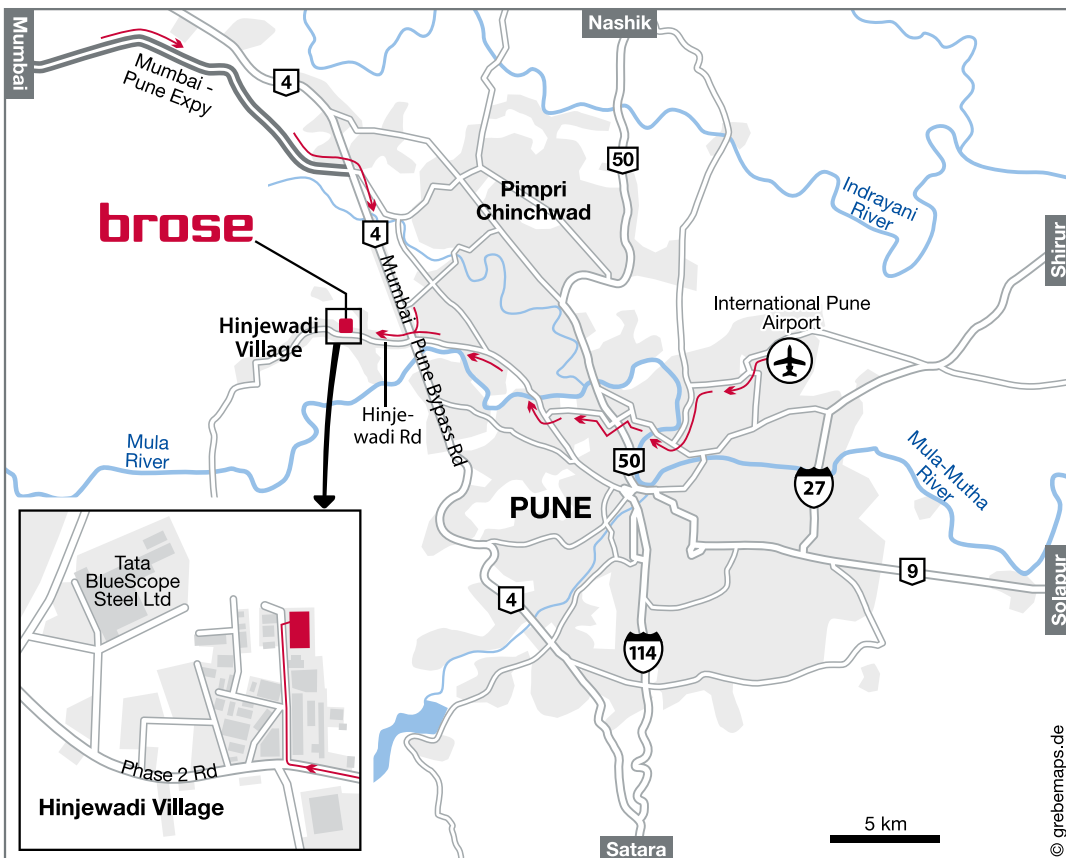 Mumbai
Nashik
Mumbai -
Pune Expy
4
50
Pimpri
Chinchwad
Indrayani
River
Shirur
brose
4
Mumbai - Pune Bypass Rd
International Pune
Airport
Hinjewadi
Village
Hinje-
wadi Rd
Mula
River
50
27
Mula-Mutha
River
PUNE
9
Solapur
4
114
Tata
BlueScope
Steel Ltd
Phase 2 Rd
Hinjewadi Village
5 km
Satara
© grebemaps.de